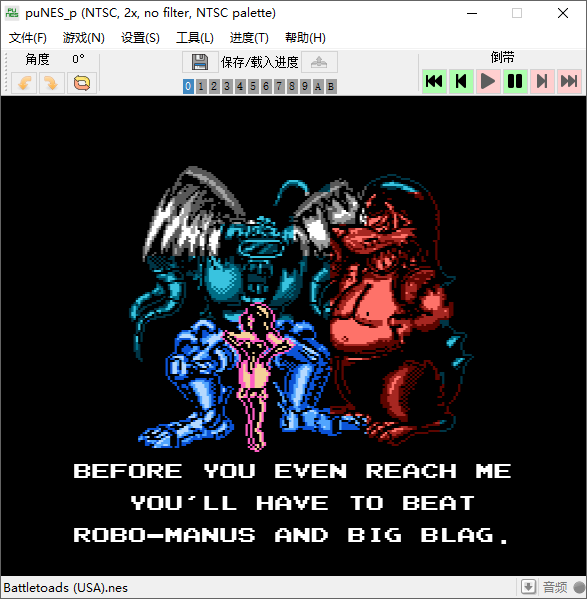 PU
NES
puNES_p (NTSC, 2x, no filter, NTSC palette)
文件(F) 游戏(N) 设置(S) 工具(L) 进度(T) 帮助(H)
角度 0° 保存/载入进度 倒带
0 1 2 3 4 5 6 7 8 9 A B
BEFORE YOU EVEN REACH ME
YOU'LL HAVE TO BEAT
ROBO-MANUS AND BIG BLAG.
Battletoads (USA).nes 音频